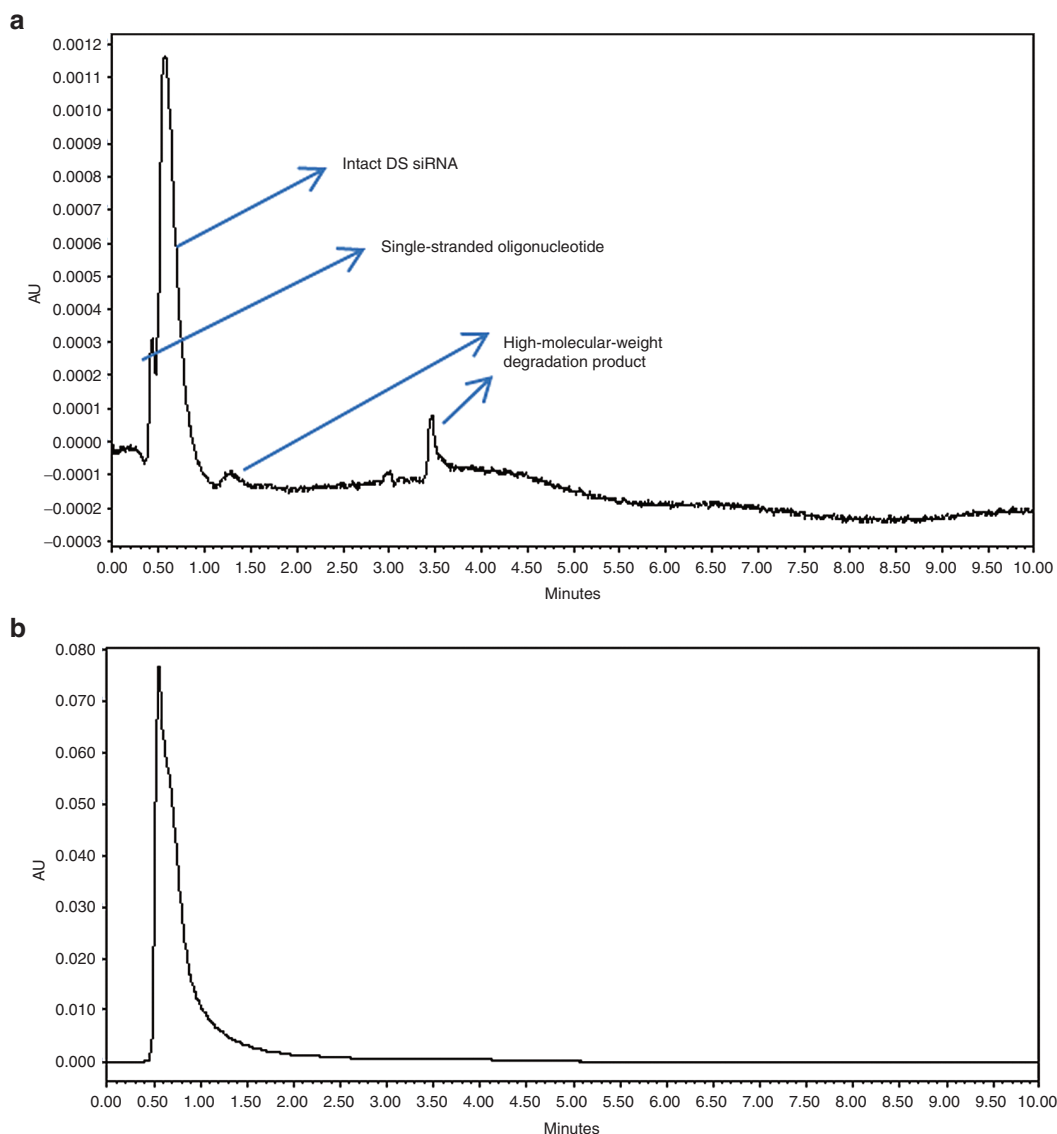 a
0.0012
0.0011
0.0010
0.0009
0.0008
0.0007
0.0006
0.0005
0.0004
0.0003
0.0002
0.0001
0.0000
−0.0001
−0.0002
−0.0003
AU
Intact DS siRNA
Single-stranded oligonucleotide
High-molecular-weight
degradation product
0.00 0.50 1.00 1.50 2.00 2.50 3.00 3.50 4.00 4.50 5.00 5.50 6.00 6.50 7.00 7.50 8.00 8.50 9.00 9.50 10.00
Minutes
b
0.080
0.070
0.060
0.050
0.040
0.030
0.020
0.010
0.000
AU
0.00 0.50 1.00 1.50 2.00 2.50 3.00 3.50 4.00 4.50 5.00 5.50 6.00 6.50 7.00 7.50 8.00 8.50 9.00 9.50 10.00
Minutes